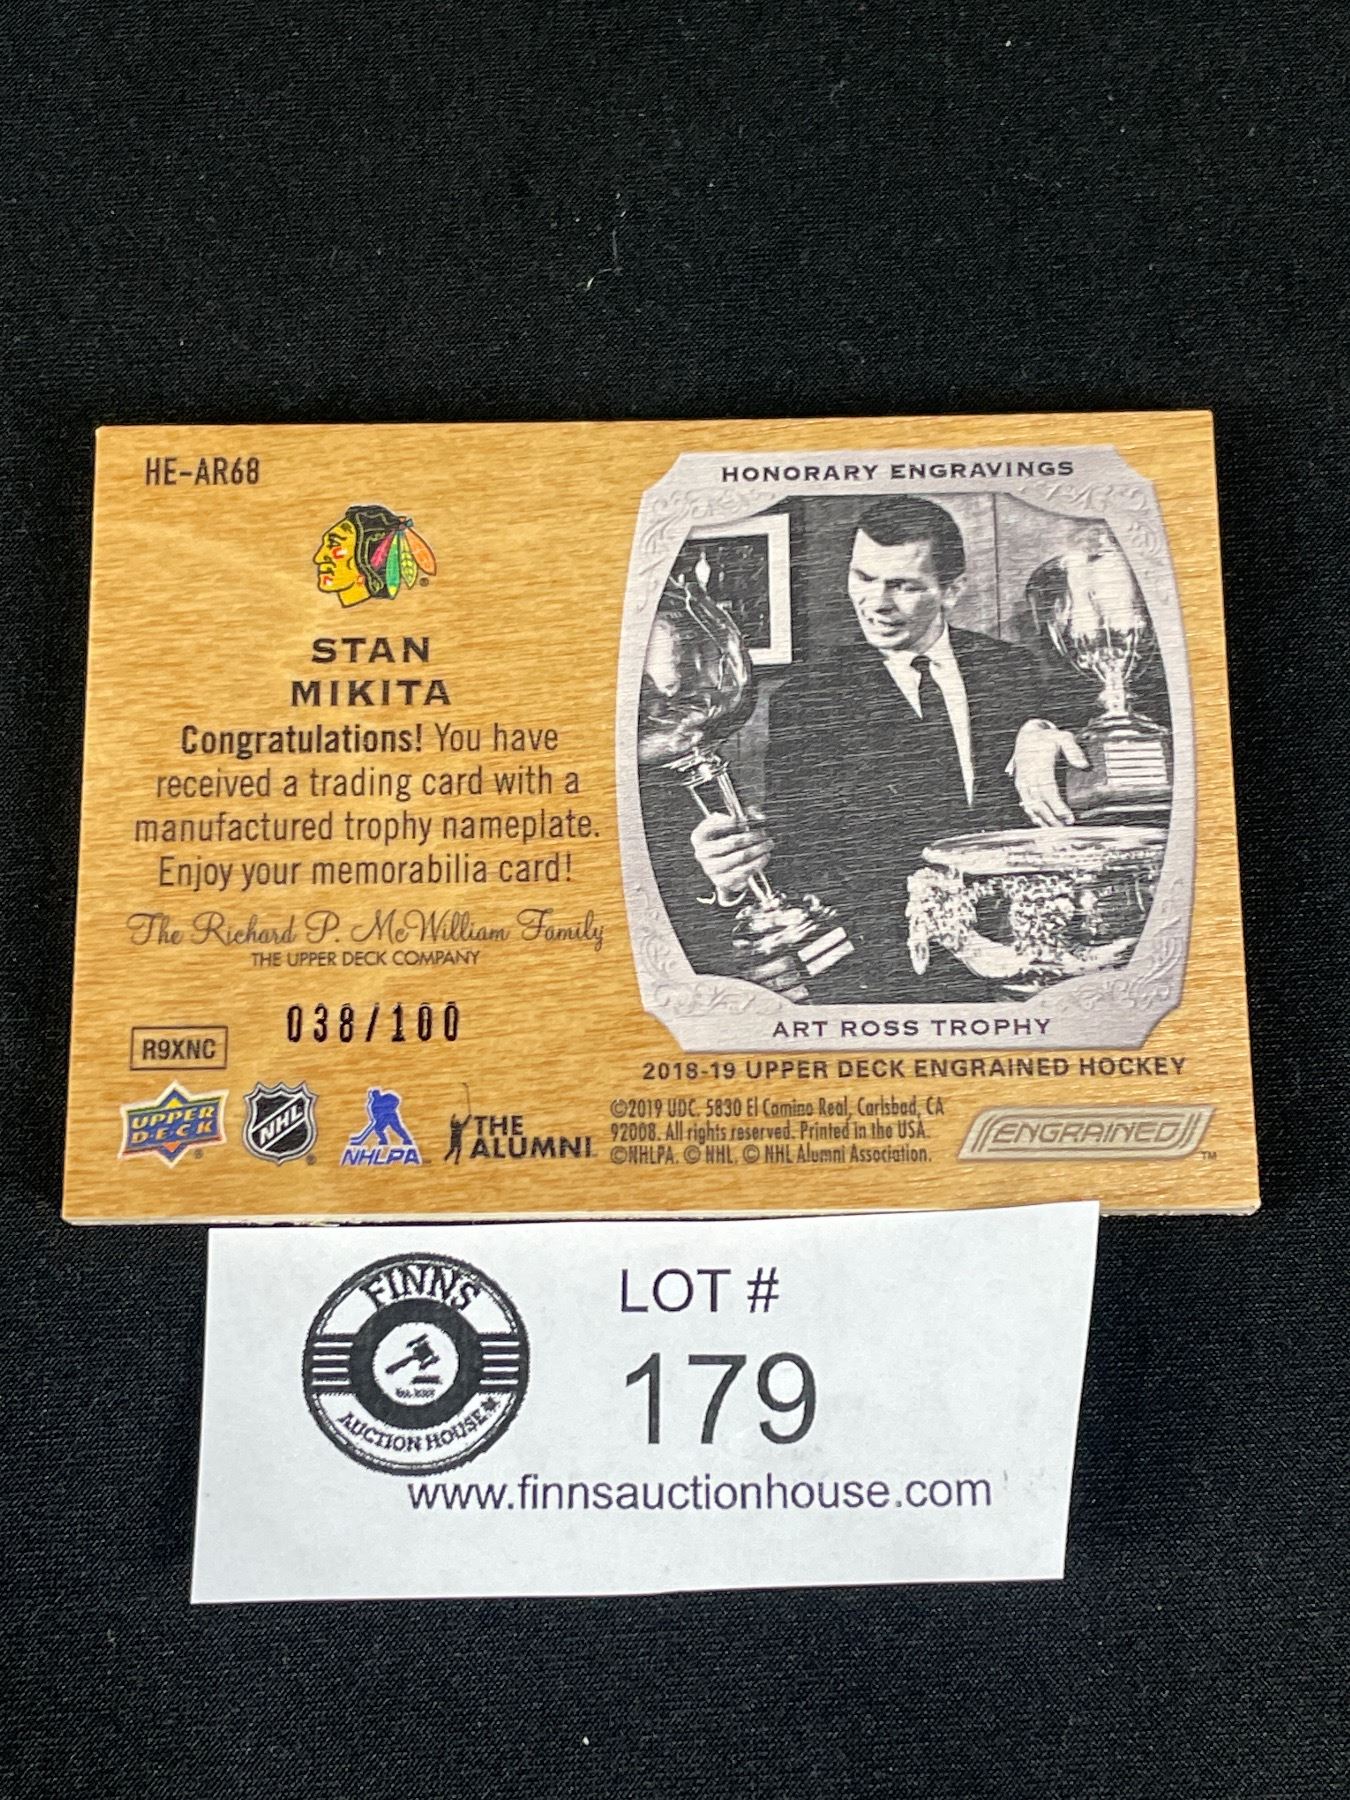 HE-AR68
STAN
MIKITA
Congratulations! You have
received a trading card with a
manufactured trophy nameplate.
Enjoy your memorabilia card!
The Richard P. McWilliam Family
THE UPPER DECK COMPANY
038/100
R9XNC
UPPER
DECK
NHL
NHLPA
THE
ALUMNI
HONORARY ENGRAVINGS
ART ROSS TROPHY
2018-19 UPPER DECK ENGRAINED HOCKEY
©2019 UDC. 5830 El Camino Real, Carlsbad, CA
92008. All rights reserved. Printed in the USA.
©NHLPA. © NHL. © NHL Alumni Association.
ENGRAINED™
FINNS
AUCTION HOUSE
LOT #
179
www.finnsauctionhouse.com